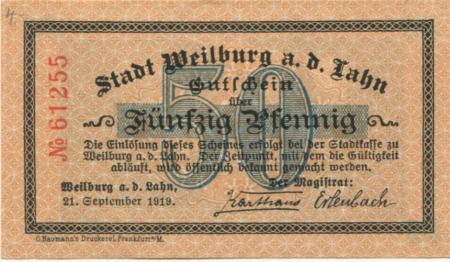 Stadt Weilburg a. d. Lahn
Gutschein
über
50
Fünfzig Pfennig
№ 61255
Die Einlösung dieses Scheines erfolgt bei der Stadtkasse zu
Weilburg a. d. Lahn. Der Zeitpunkt, mit dem die Gültigkeit
abläuft, wird öffentlich bekannt gemacht werden.
Weilburg a. d. Lahn,
21. September 1919.
Der Magistrat:
Karthaus Erlenbach
C. Naumann's Druckerei, Frankfurt a/M.